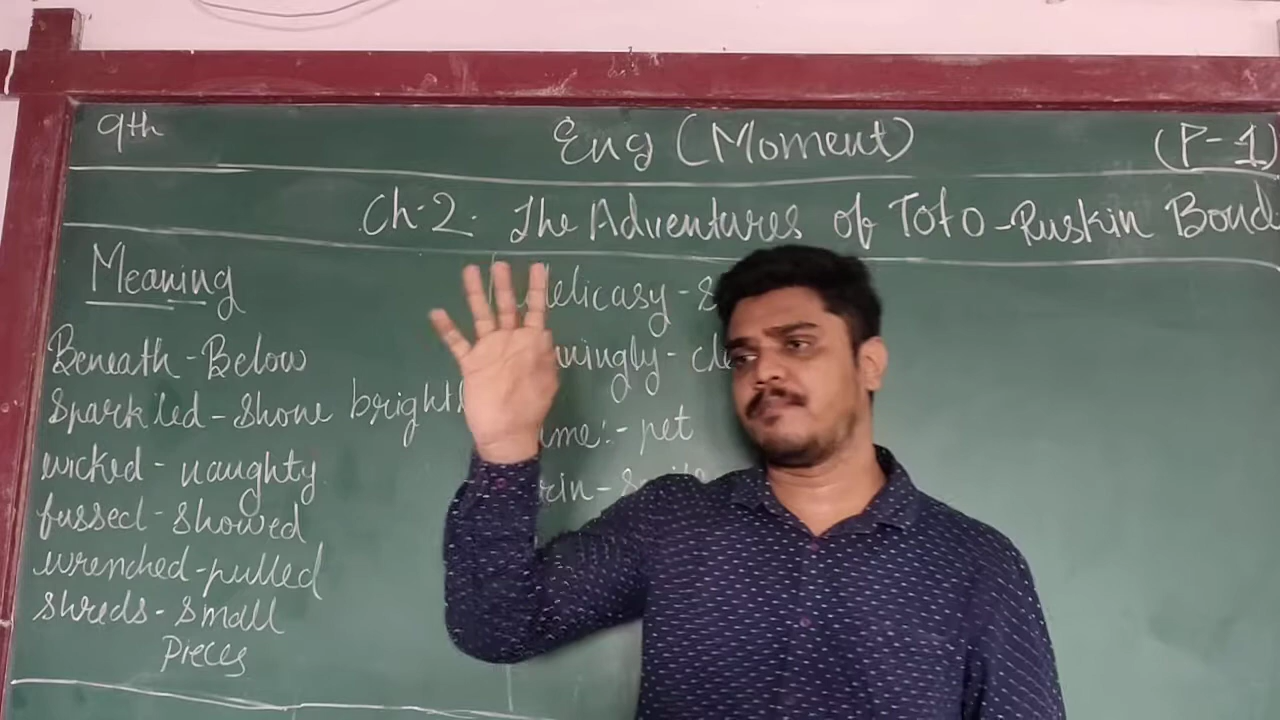 9th
Eng (Moment)
(P-1)
Ch-2. The Adventures of Toto-Ruskin Bond
Meaning
Beneath-Below
Sparkled-Shone
wicked-naughty
fussed-Showed
wrenched-pulled
shreds-small
Pieces
delicasy-
:-pet